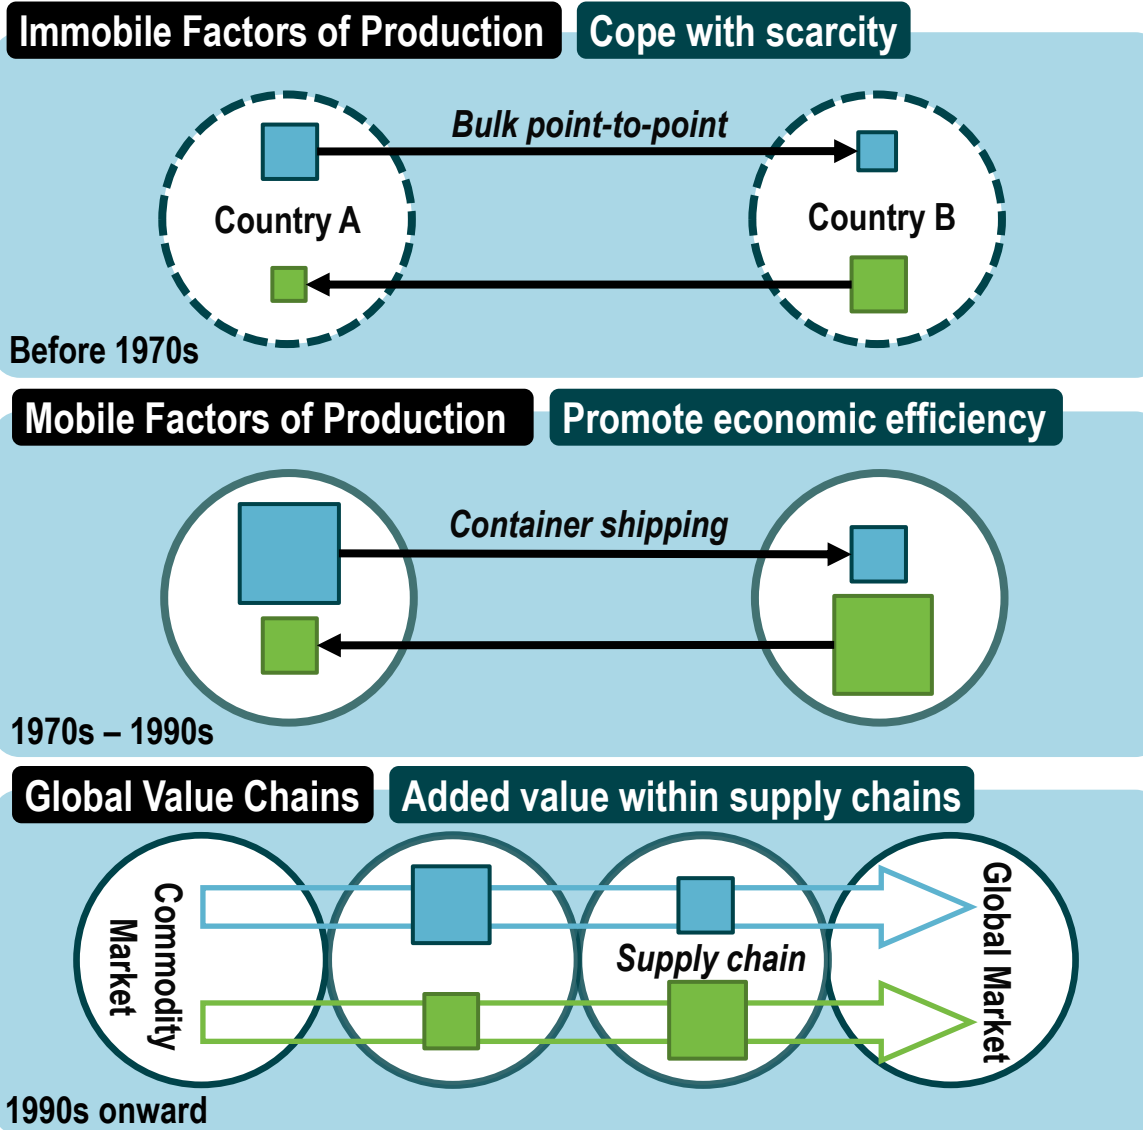 Immobile Factors of Production
Cope with scarcity
Bulk point-to-point
Country A
Country B
Before 1970s
Mobile Factors of Production
Promote economic efficiency
Container shipping
1970s – 1990s
Global Value Chains
Added value within supply chains
Commodity
Market
Supply chain
Global Market
1990s onward